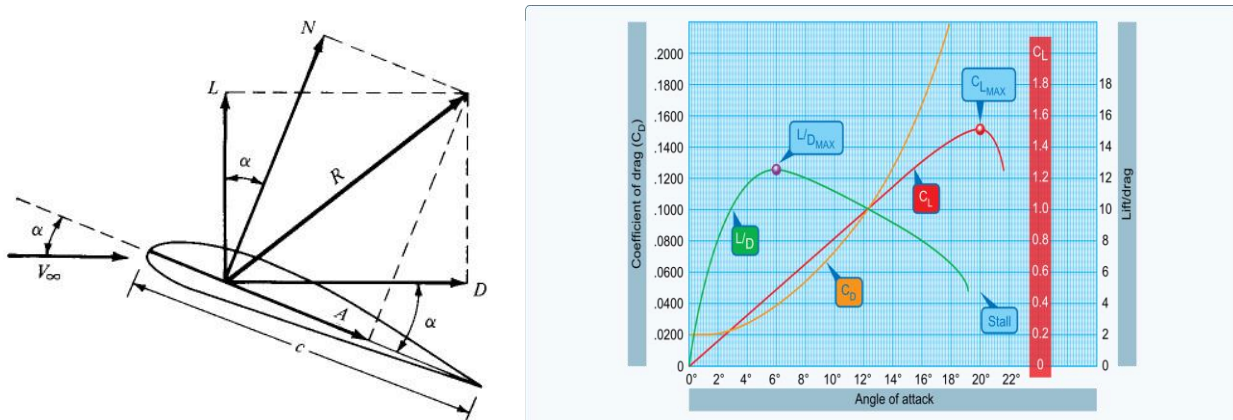 N
L
α
R
α
V∞
D
A
α
c
Coefficient of drag (CD)
.2000
.1800
.1600
.1400
.1200
.1000
.0800
.0600
.0400
.0200
0
L/DMAX
CLMAX
L/D
CL
CD
Stall
CL
1.8
1.6
1.4
1.2
1.0
0.8
0.6
0.4
0.2
0
18
16
14
12
10
8
6
4
2
0
Lift/drag
0° 2° 4° 6° 8° 10° 12° 14° 16° 18° 20° 22°
Angle of attack